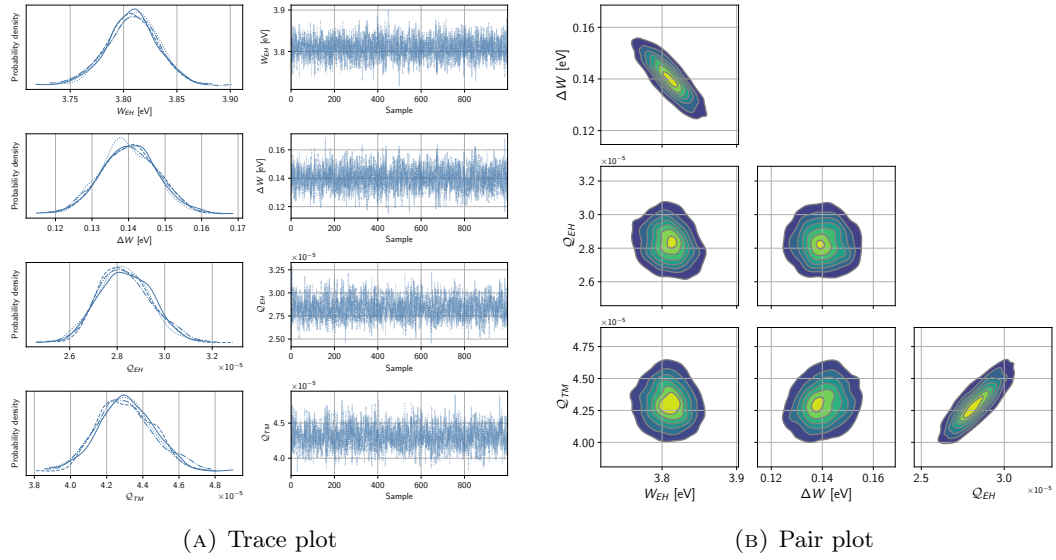 Probability density
3.75 3.80 3.85 3.90
W_EH [eV]
W_EH [eV]
3.9
3.8
0 200 400 600 800
Sample
Probability density
0.12 0.13 0.14 0.15 0.16 0.17
ΔW [eV]
ΔW [eV]
0.16
0.14
0.12
0 200 400 600 800
Sample
Probability density
2.6 2.8 3.0 3.2
Q_EH ×10⁻⁵
×10⁻⁵
Q_EH
3.25
3.00
2.75
2.50
0 200 400 600 800
Sample
Probability density
3.8 4.0 4.2 4.4 4.6 4.8
Q_TM ×10⁻⁵
×10⁻⁵
Q_TM
4.5
4.0
0 200 400 600 800
Sample
(A) Trace plot
ΔW [eV]
0.16
0.14
0.12
×10⁻⁵
Q_EH
3.2
3.0
2.8
2.6
×10⁻⁵
Q_TM
4.75
4.50
4.25
4.00
3.8 3.9
W_EH [eV]
0.12 0.14 0.16
ΔW [eV]
2.5 3.0
Q_EH ×10⁻⁵
(B) Pair plot